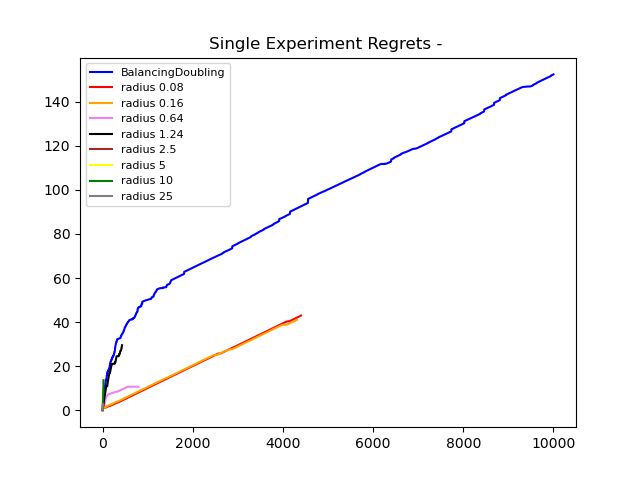 Single Experiment Regrets -
BalancingDoubling
radius 0.08
radius 0.16
radius 0.64
radius 1.24
radius 2.5
radius 5
radius 10
radius 25
140
120
100
80
60
40
20
0
0 2000 4000 6000 8000 10000